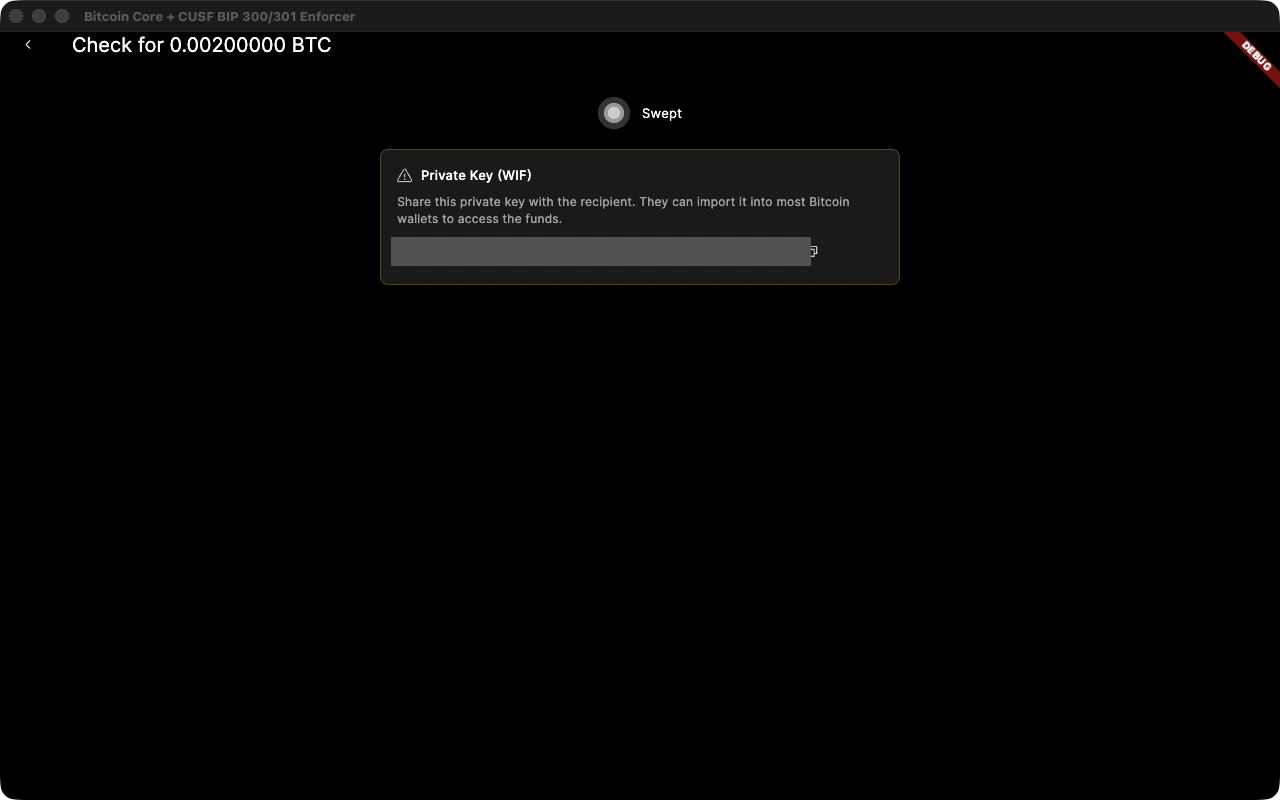 Bitcoin Core + CUSF BIP 300/301 Enforcer
Check for 0.00200000 BTC
DEBUG
Swept
Private Key (WIF)
Share this private key with the recipient. They can import it into most Bitcoin
wallets to access the funds.